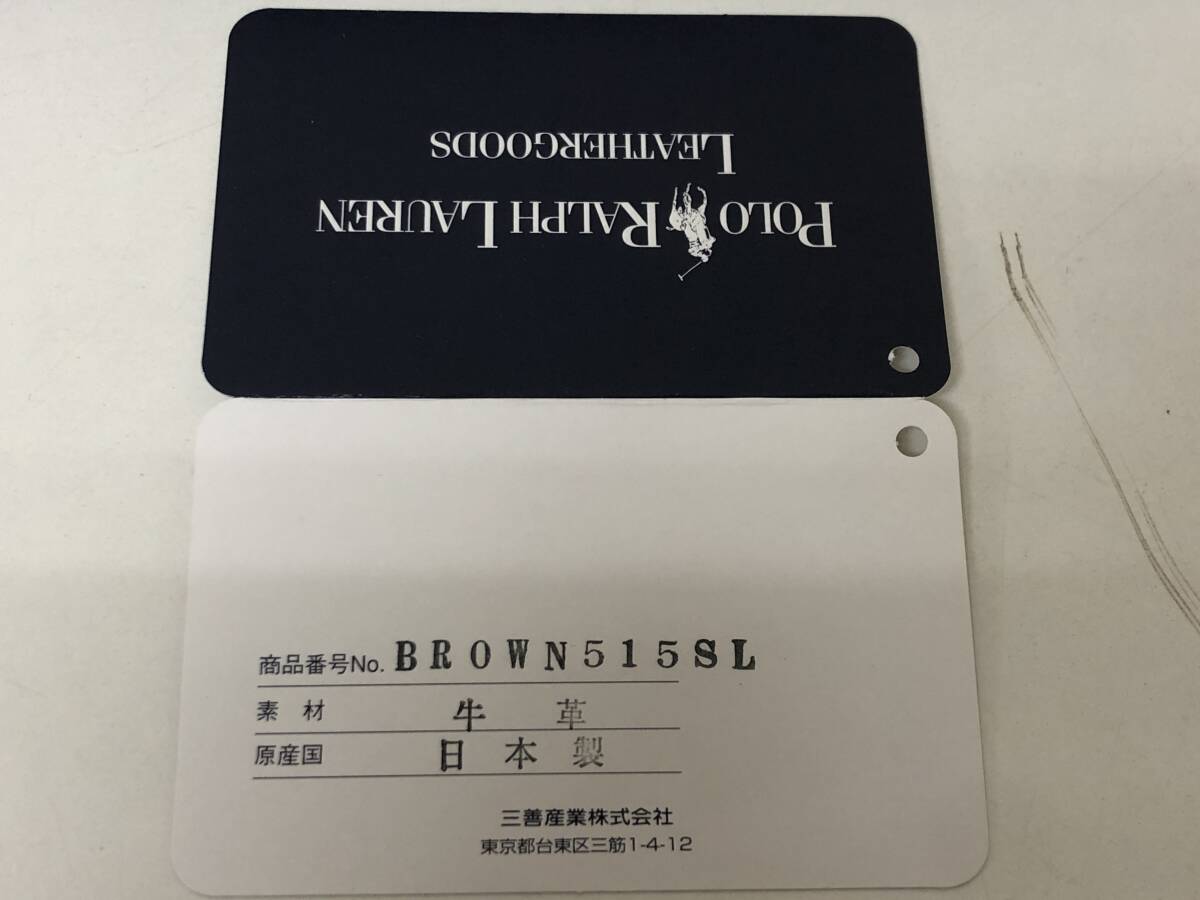 POLO RALPH LAUREN
LEATHERGOODS
商品番号No. BROWN515SL
素 材 牛 革
原産国 日本製
三善産業株式会社
東京都台東区三筋1-4-12